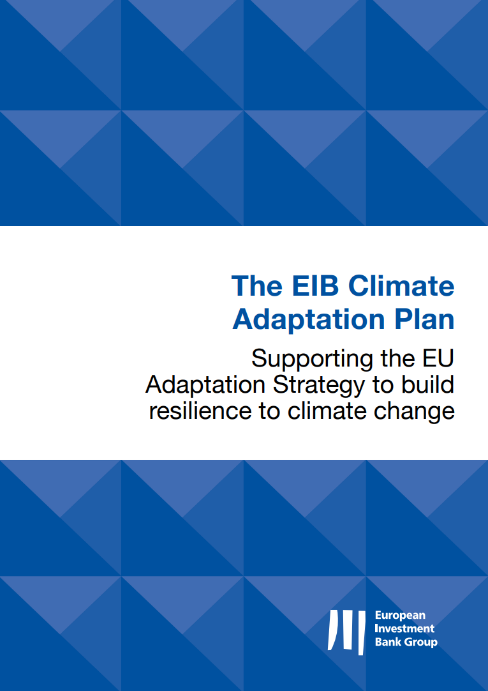 The EIB Climate
Adaptation Plan
Supporting the EU
Adaptation Strategy to build
resilience to climate change
European
Investment
Bank Group